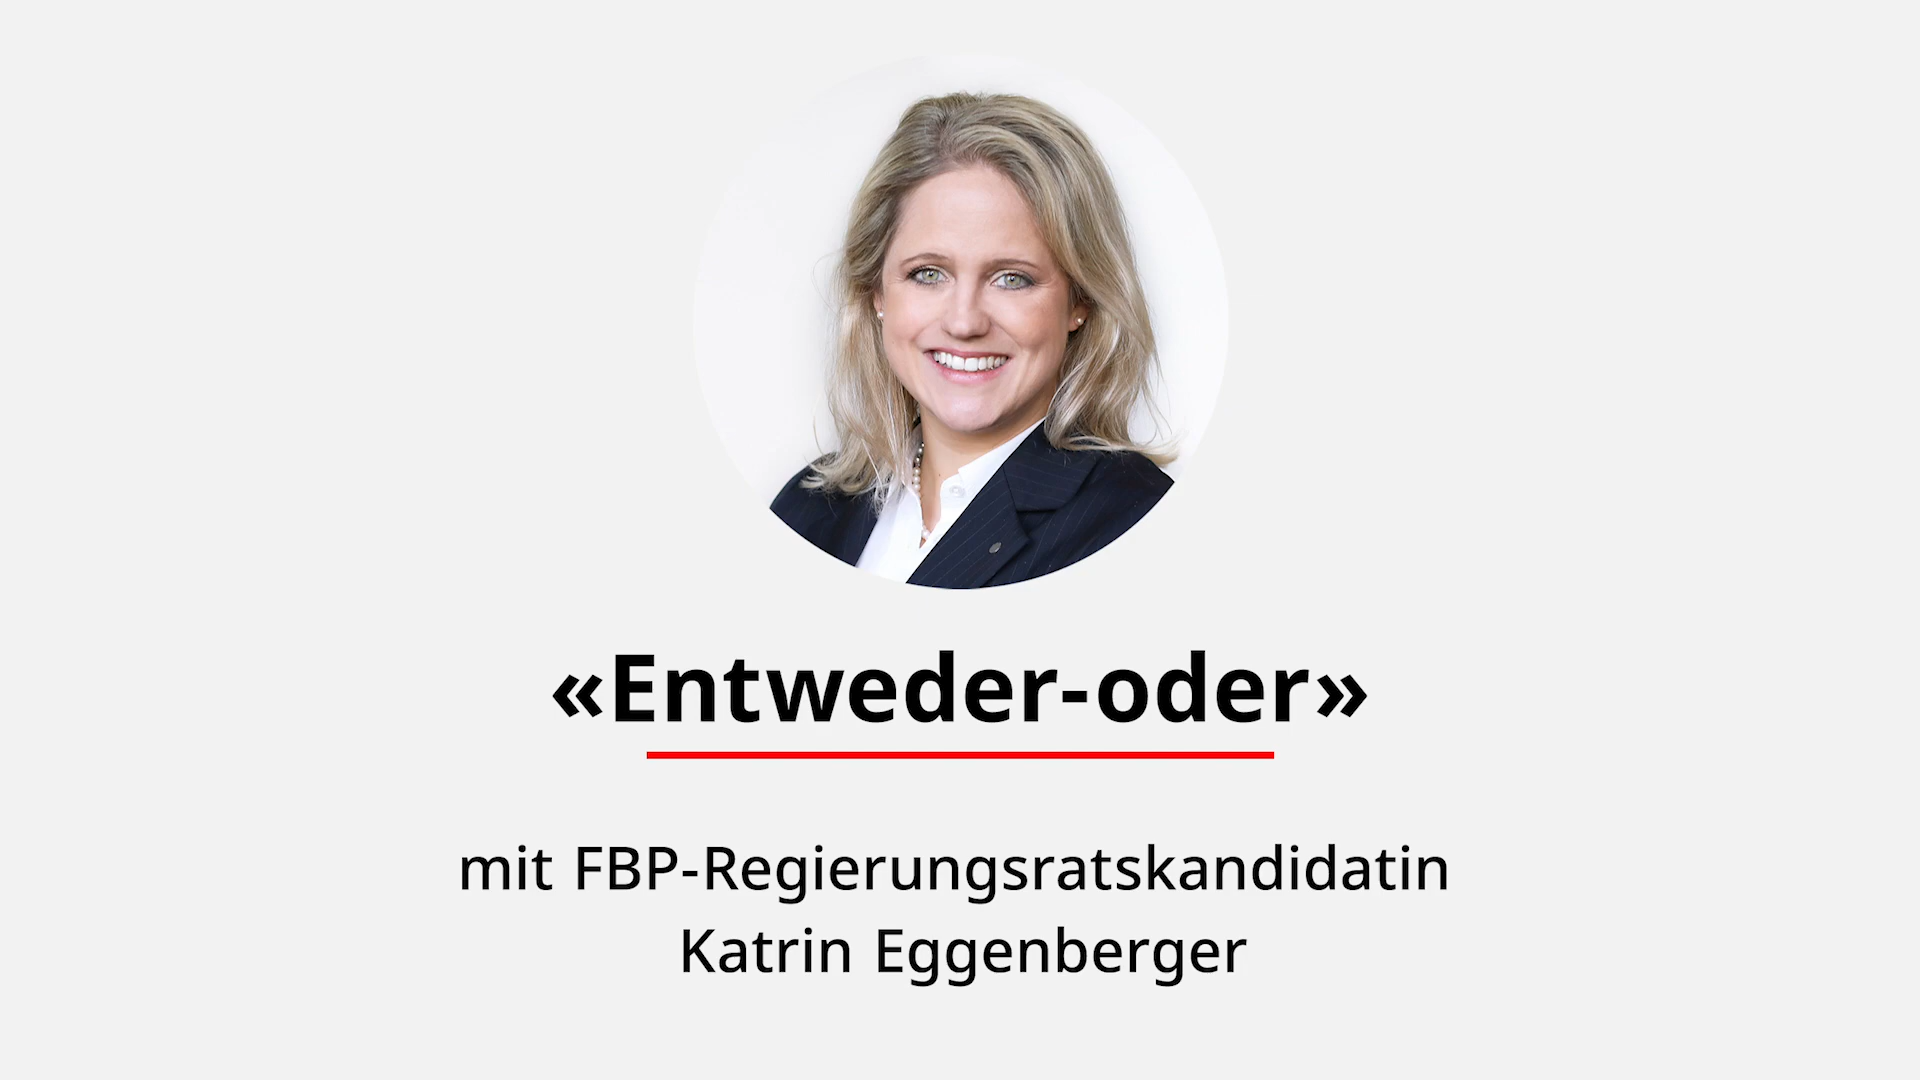 «Entweder-oder»
mit FBP-Regierungsratskandidatin
Katrin Eggenberger